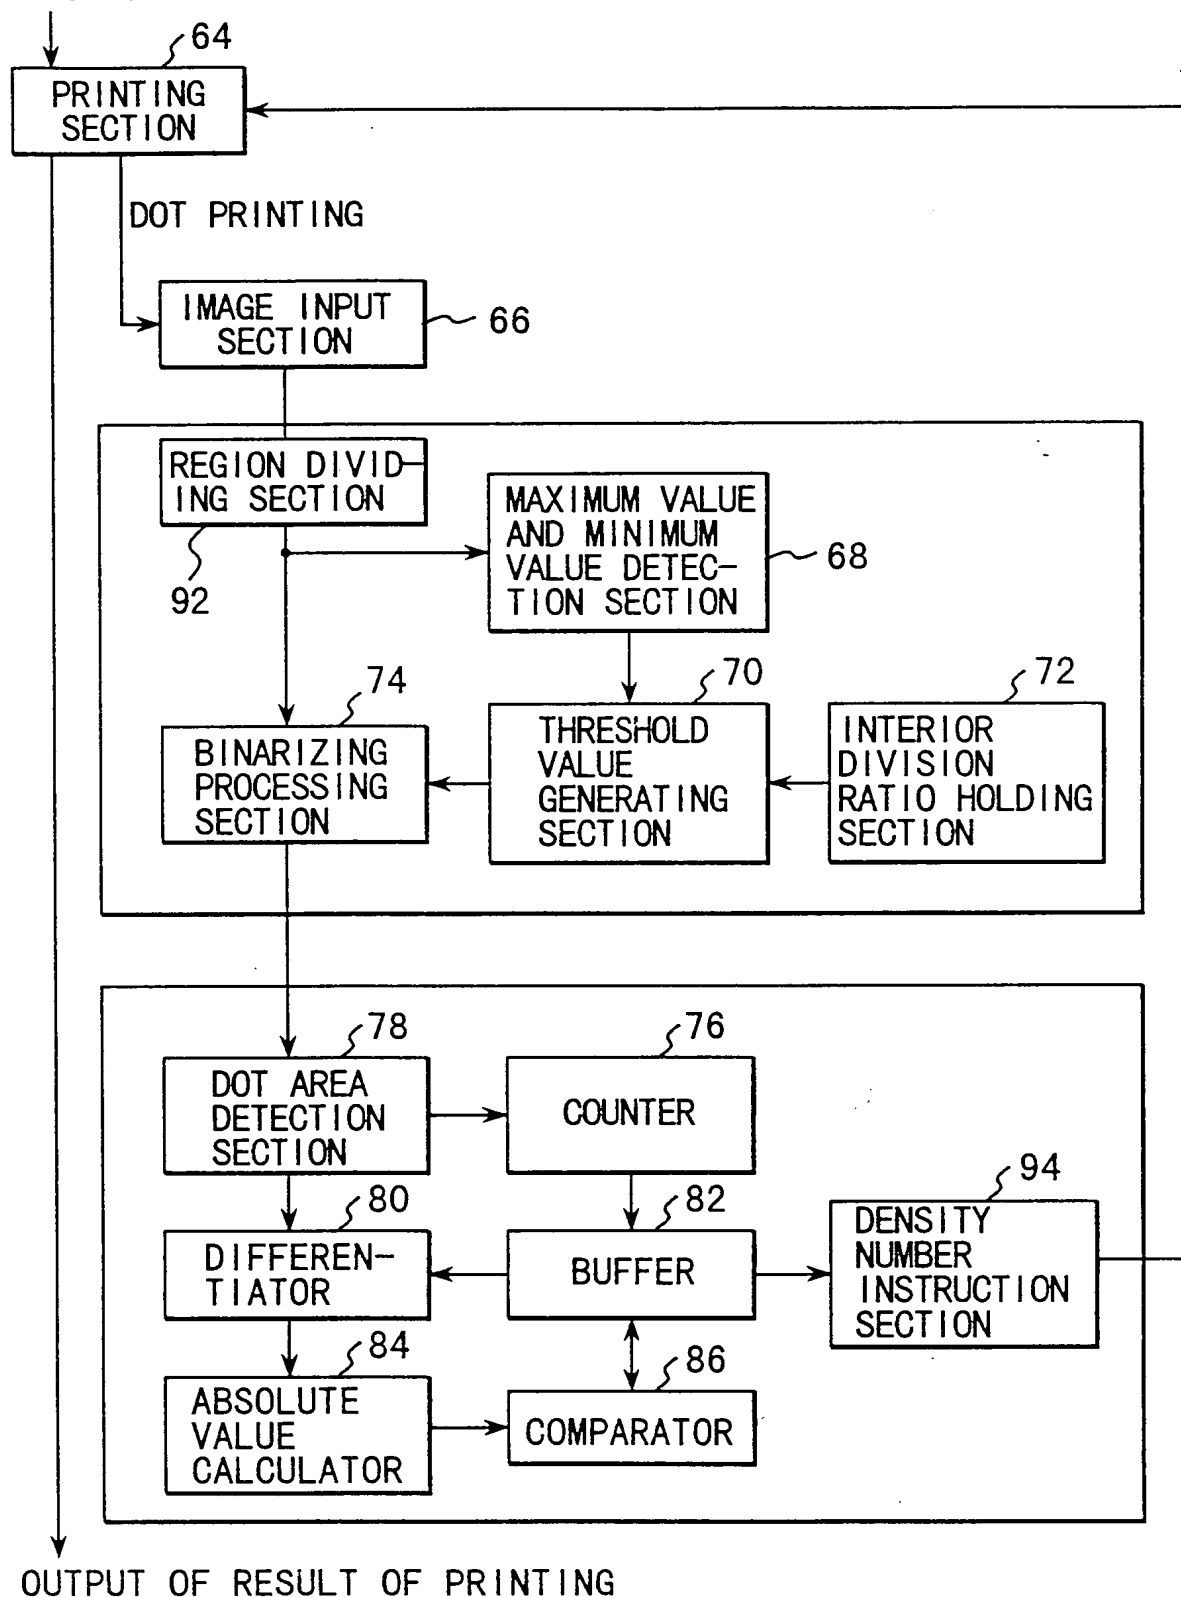 64
PRINTING
SECTION
DOT PRINTING
IMAGE INPUT
SECTION
66
REGION DIVID-
ING SECTION
92
MAXIMUM VALUE
AND MINIMUM
VALUE DETEC-
TION SECTION
68
74
BINARIZING
PROCESSING
SECTION
70
THRESHOLD
VALUE
GENERATING
SECTION
72
INTERIOR
DIVISION
RATIO HOLDING
SECTION
78
DOT AREA
DETECTION
SECTION
76
COUNTER
80
DIFFEREN-
TIATOR
82
BUFFER
94
DENSITY
NUMBER
INSTRUCTION
SECTION
84
ABSOLUTE
VALUE
CALCULATOR
86
COMPARATOR
OUTPUT OF RESULT OF PRINTING